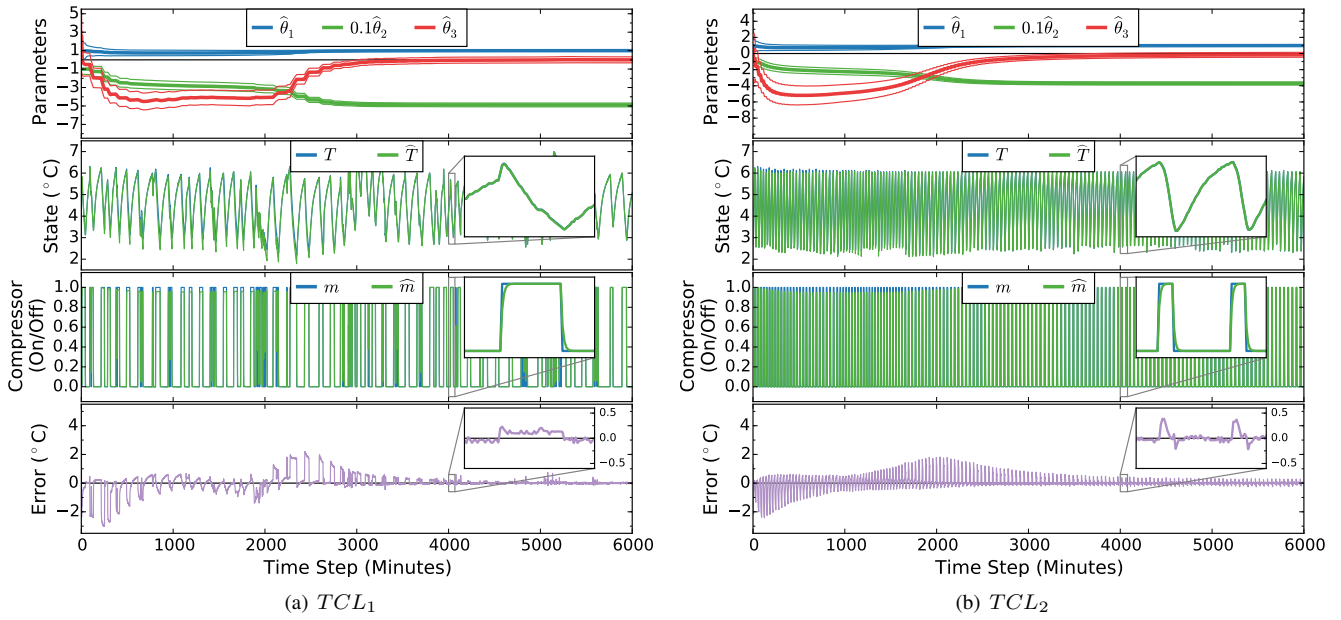 θ̂₁ 0.1θ̂₂ θ̂₃
Parameters
5
3
1
−1
−3
−5
−7
T T̂
State (°C)
7
6
5
4
3
2
m m̂
Compressor
(On/Off)
1.0
0.8
0.6
0.4
0.2
0.0
Error (°C)
4
2
0
−2
0.5
0.0
−0.5
0 1000 2000 3000 4000 5000 6000
Time Step (Minutes)
(a) TCL₁
θ̂₁ 0.1θ̂₂ θ̂₃
Parameters
4
2
0
−2
−4
−6
−8
T T̂
State (°C)
7
6
5
4
3
2
m m̂
Compressor
(On/Off)
1.0
0.8
0.6
0.4
0.2
0.0
Error (°C)
4
2
0
−2
0.5
0.0
−0.5
0 1000 2000 3000 4000 5000 6000
Time Step (Minutes)
(b) TCL₂